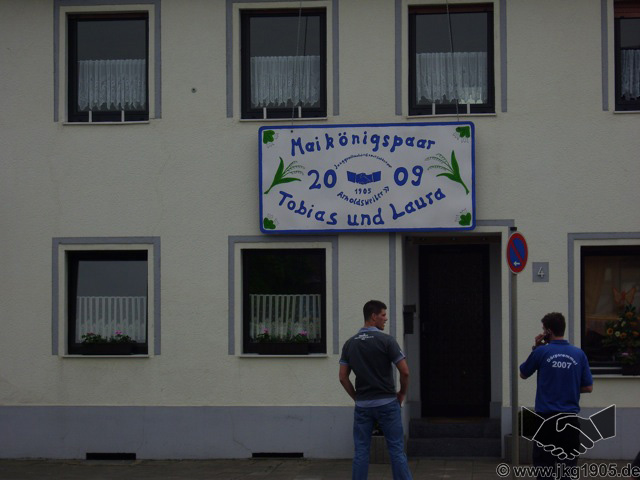 Maikönigspaar
20 09
1905
Arnoldsweiler
Tobias und Laura
4
2007
© www.jkg1905.de